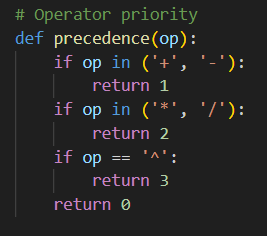 # Operator priority
def precedence(op):
    if op in ('+', '-'):
        return 1
    if op in ('*', '/'):
        return 2
    if op == '^':
        return 3
    return 0